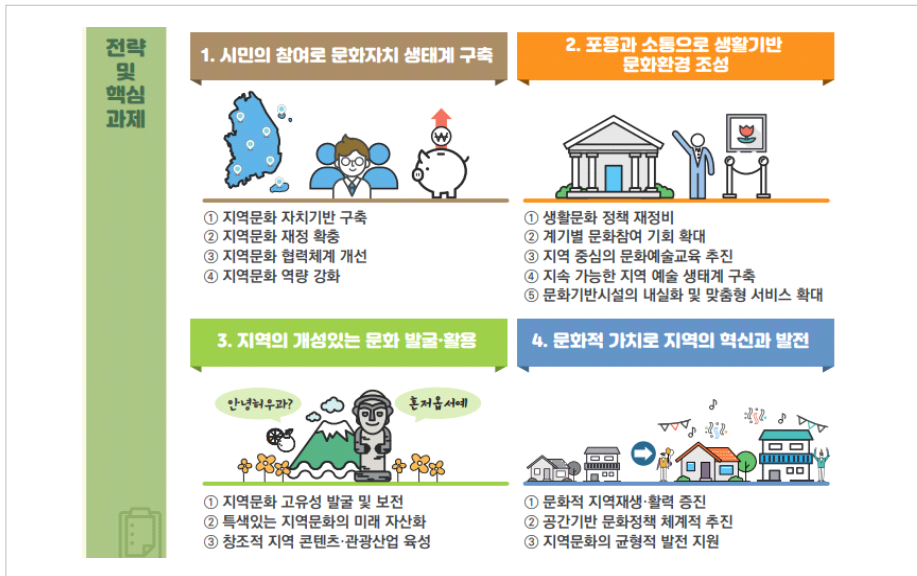 전략
및
핵심
과제
1. 시민의 참여로 문화자치 생태계 구축
₩
① 지역문화 자치기반 구축
② 지역문화 재정 확충
③ 지역문화 협력체계 개선
④ 지역문화 역량 강화
2. 포용과 소통으로 생활기반
문화환경 조성
① 생활문화 정책 재정비
② 계기별 문화참여 기회 확대
③ 지역 중심의 문화예술교육 추진
④ 지속 가능한 지역 예술 생태계 구축
⑤ 문화기반시설의 내실화 및 맞춤형 서비스 확대
3. 지역의 개성있는 문화 발굴·활용
안녕허우꽈?
혼저옵서예
① 지역문화 고유성 발굴 및 보전
② 특색있는 지역문화의 미래 자산화
③ 창조적 지역 콘텐츠·관광산업 육성
4. 문화적 가치로 지역의 혁신과 발전
① 문화적 지역재생·활력 증진
② 공간기반 문화정책 체계적 추진
③ 지역문화의 균형적 발전 지원